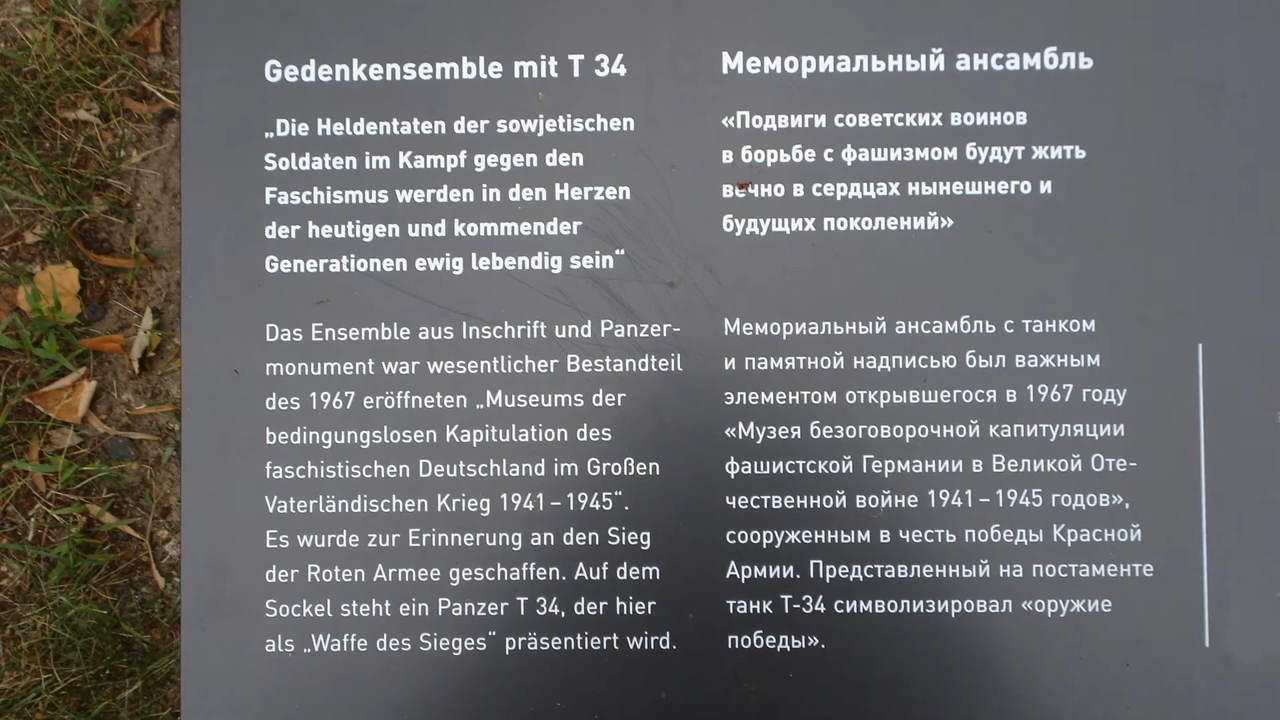 Gedenkensemble mit T 34
„Die Heldentaten der sowjetischen
Soldaten im Kampf gegen den
Faschismus werden in den Herzen
der heutigen und kommender
Generationen ewig lebendig sein“
Das Ensemble aus Inschrift und Panzer-
monument war wesentlicher Bestandteil
des 1967 eröffneten „Museums der
bedingungslosen Kapitulation des
faschistischen Deutschland im Großen
Vaterländischen Krieg 1941 – 1945“.
Es wurde zur Erinnerung an den Sieg
der Roten Armee geschaffen. Auf dem
Sockel steht ein Panzer T 34, der hier
als „Waffe des Sieges“ präsentiert wird.
Мемориальный ансамбль
«Подвиги советских воинов
в борьбе с фашизмом будут жить
вечно в сердцах нынешнего и
будущих поколений»
Мемориальный ансамбль с танком
и памятной надписью был важным
элементом открывшегося в 1967 году
«Музея безоговорочной капитуляции
фашистской Германии в Великой Оте-
чественной войне 1941 – 1945 годов»,
сооруженным в честь победы Красной
Армии. Представленный на постаменте
танк Т-34 символизировал «оружие
победы».